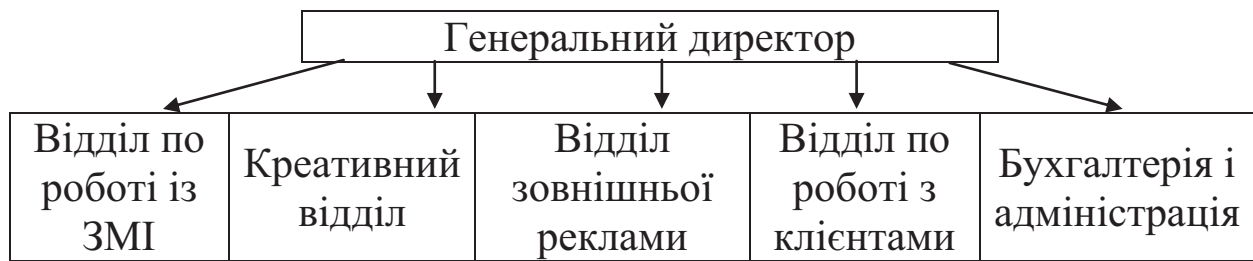 Генеральний директор
Відділ по
роботі із
ЗМІ
Креативний
відділ
Відділ
зовнішньої
реклами
Відділ по
роботі з
клієнтами
Бухгалтерія і
адміністрація